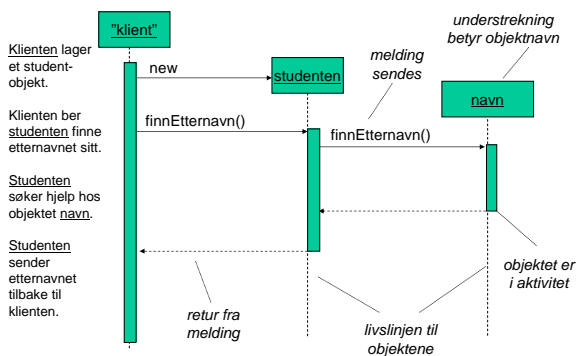 "klient"
Klienten lager
et student-
objekt.
new
studenten
melding
sendes
understrekning
betyr objektnavn
navn
Klienten ber
studenten finne
etternavnet sitt.
finnEtternavn()
finnEtternavn()
Studenten
søker hjelp hos
objektet navn.
Studenten
sender
etternavnet
tilbake til
klienten.
retur fra
melding
livslinjen til
objektene
objektet er
i aktivitet